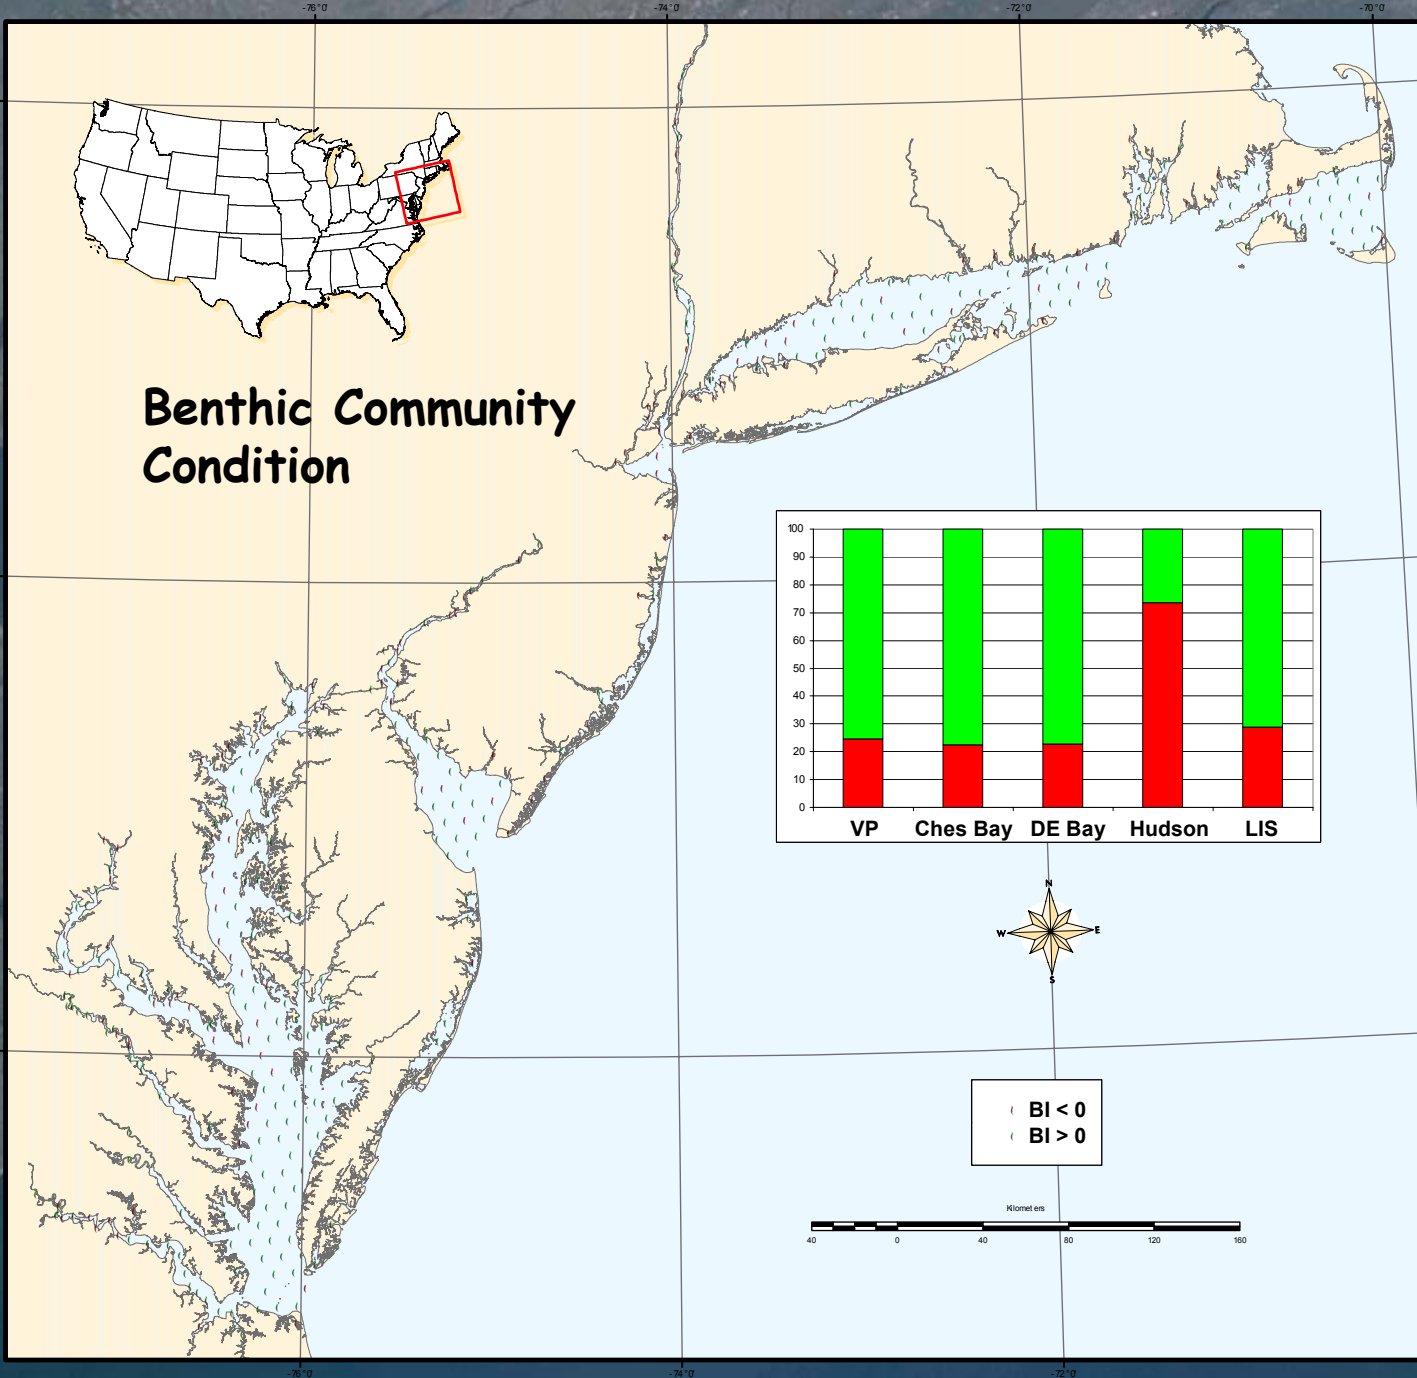 -76°0' -74°0' -72°0' -70°0'
Benthic Community
Condition
100
90
80
70
60
50
40
30
20
10
0
VP Ches Bay DE Bay Hudson LIS
N
W E
S
BI < 0
BI > 0
Kilometers
40 0 40 80 120 160
-76°0' -74°0' -72°0'